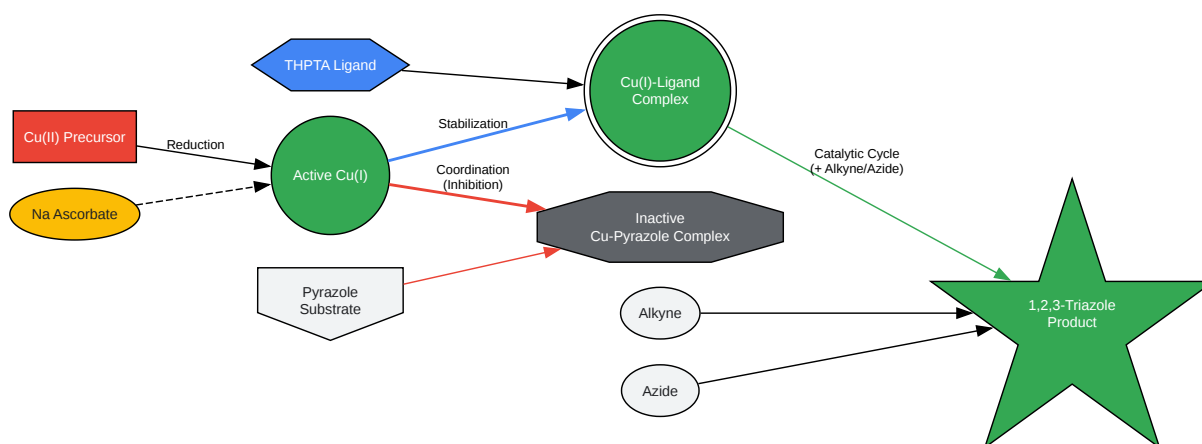 THPTA Ligand
Cu(I)-Ligand
Complex
Cu(II) Precursor
Reduction
Stabilization
Catalytic Cycle
(+ Alkyne/Azide)
Active Cu(I)
Coordination
(Inhibition)
Na Ascorbate
Inactive
Cu-Pyrazole Complex
Pyrazole
Substrate
Alkyne
1,2,3-Triazole
Product
Azide